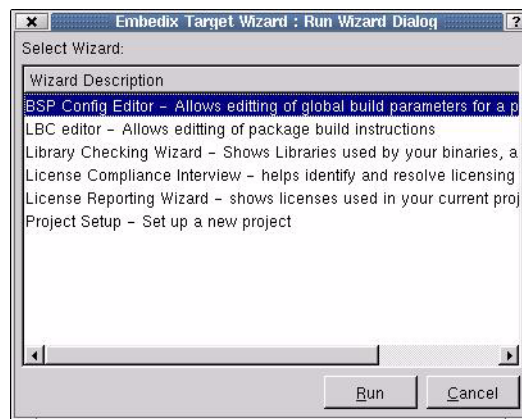 Embedix Target Wizard : Run Wizard Dialog ?
Select Wizard:
Wizard Description
BSP Config Editor – Allows editting of global build parameters for a p
LBC editor – Allows editting of package build instructions
Library Checking Wizard – Shows Libraries used by your binaries, a
License Compliance Interview – helps identify and resolve licensing
License Reporting Wizard – shows licenses used in your current proj
Project Setup – Set up a new project
Run Cancel